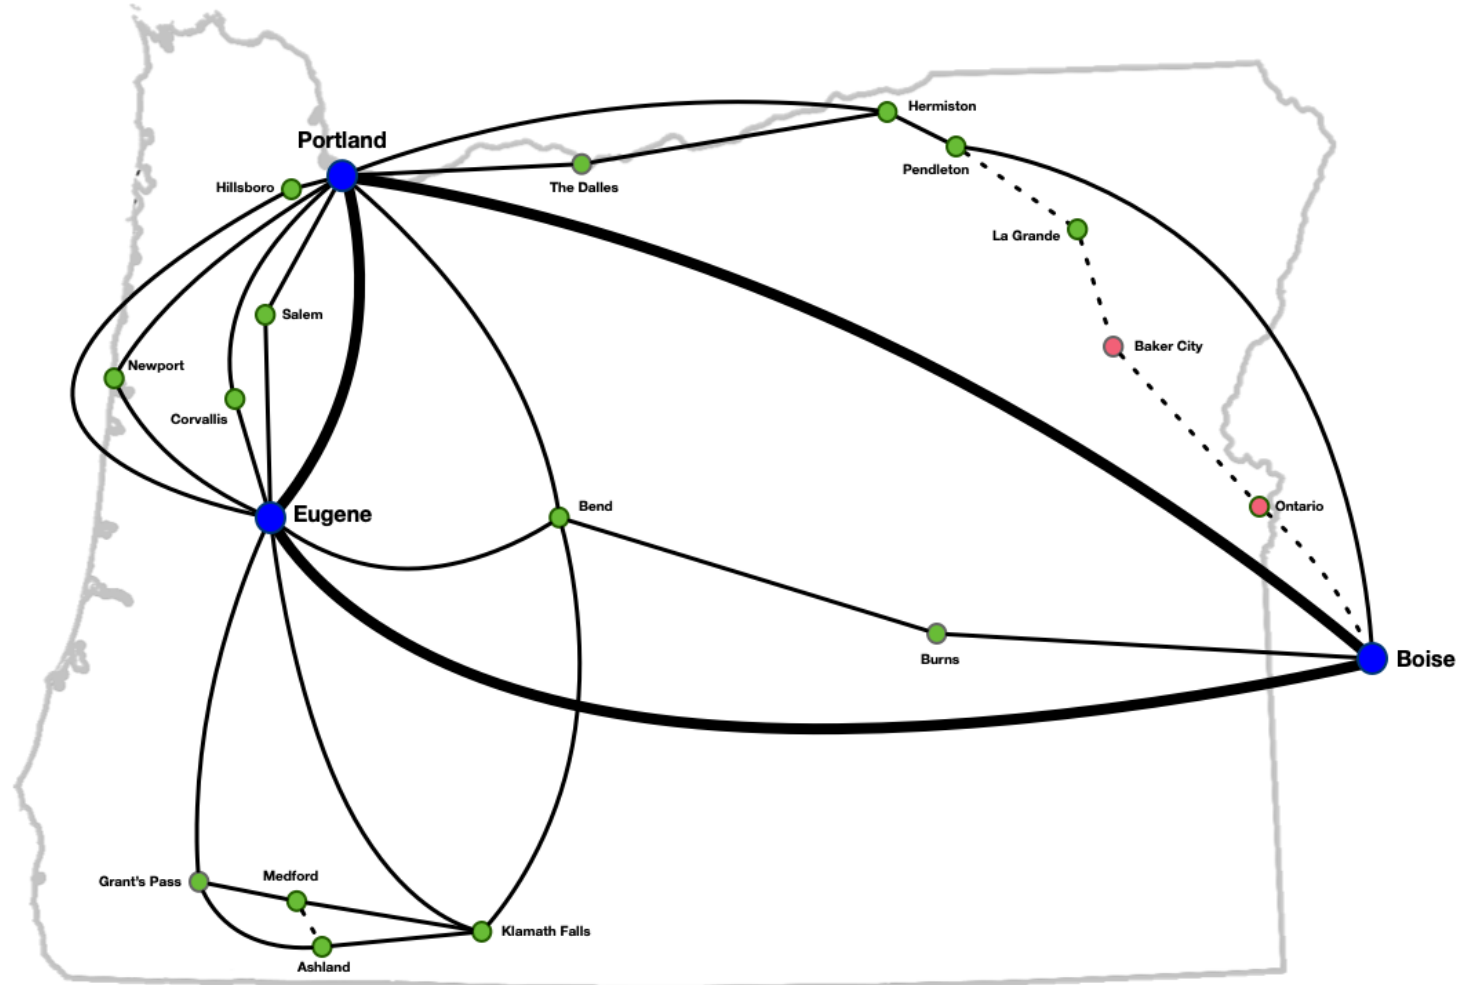 Hermiston
Portland
Pendleton
Hillsboro
The Dalles
La Grande
Salem
Baker City
Newport
Corvallis
Bend
Ontario
Eugene
Burns
Boise
Medford
Grant's Pass
Klamath Falls
Ashland